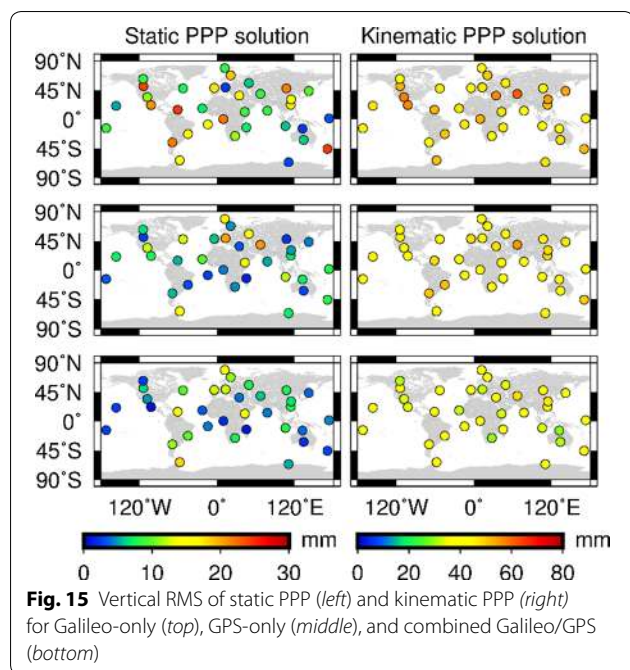 Static PPP solution Kinematic PPP solution
90°N
45°N
0°
45°S
90°S
90°N
45°N
0°
45°S
90°S
90°N
45°N
0°
45°S
90°S
120°W 0° 120°E 120°W 0° 120°E
mm mm
0 10 20 30 0 20 40 60 80
Fig. 15 Vertical RMS of static PPP (left) and kinematic PPP (right)
for Galileo-only (top), GPS-only (middle), and combined Galileo/GPS
(bottom)